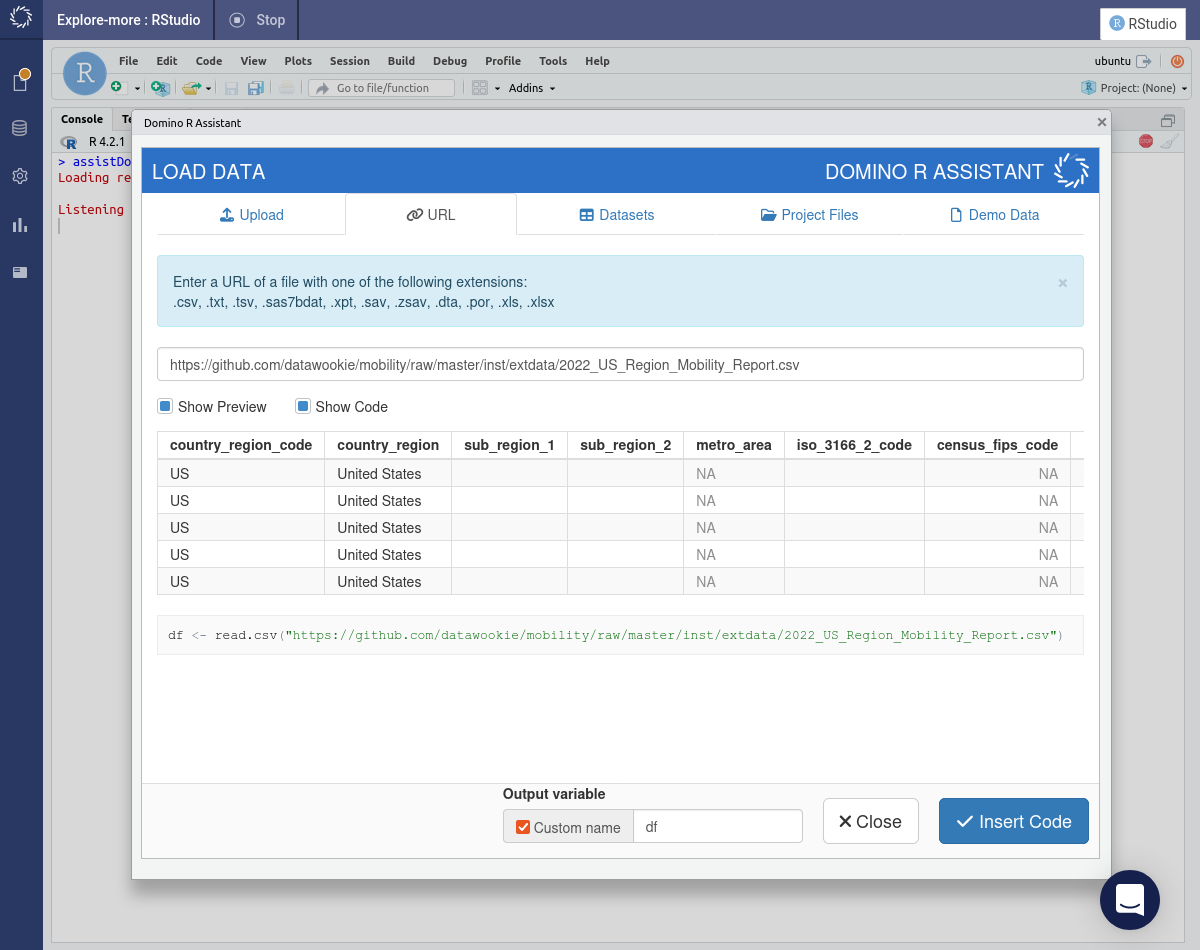 Explore-more : RStudio
Stop
R RStudio
R
File Edit Code View Plots Session Build Debug Profile Tools Help
ubuntu
Go to file/function
Addins
R Project: (None)
Console
Domino R Assistant
R R 4.2.1
> assistDo
Loading re
Listening
LOAD DATA
DOMINO R ASSISTANT
Upload
URL
Datasets
Project Files
Demo Data
Enter a URL of a file with one of the following extensions:
.csv, .txt, .tsv, .sas7bdat, .xpt, .sav, .zsav, .dta, .por, .xls, .xlsx
https://github.com/datawookie/mobility/raw/master/inst/extdata/2022_US_Region_Mobility_Report.csv
Show Preview
Show Code
country_region_code country_region sub_region_1 sub_region_2 metro_area iso_3166_2_code census_fips_code
US United States NA NA
US United States NA NA
US United States NA NA
US United States NA NA
US United States NA NA
df <- read.csv("https://github.com/datawookie/mobility/raw/master/inst/extdata/2022_US_Region_Mobility_Report.csv")
Output variable
Custom name
df
Close
Insert Code